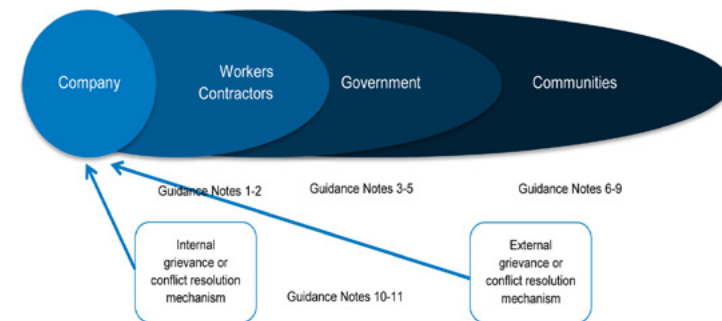 Company
Workers
Contractors
Government
Communities
Guidance Notes 1-2
Guidance Notes 3-5
Guidance Notes 6-9
Internal
grievance or
conflict resolution
mechanism
External
grievance or
conflict resolution
mechanism
Guidance Notes 10-11